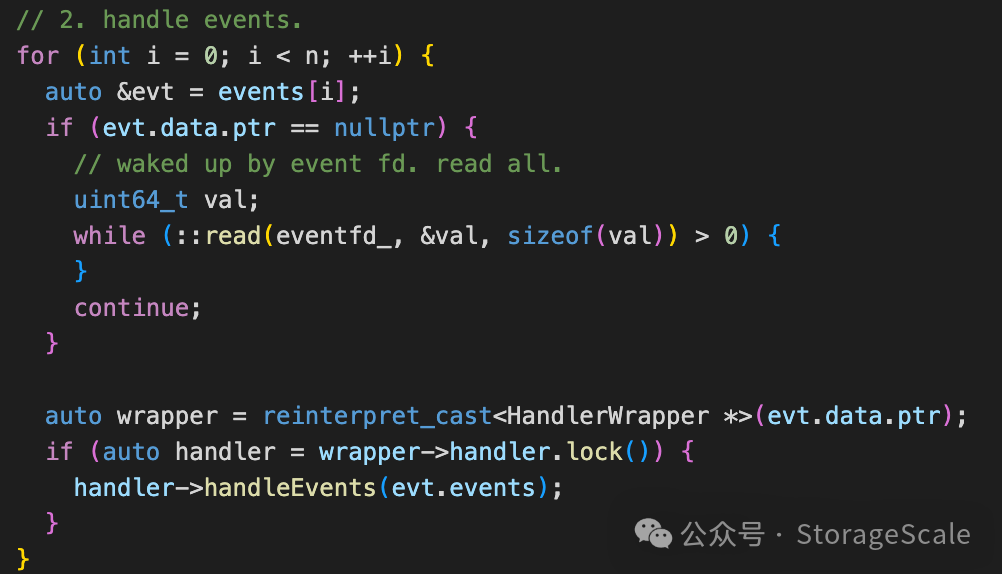 // 2. handle events.
for (int i = 0; i < n; ++i) {
  auto &evt = events[i];
  if (evt.data.ptr == nullptr) {
    // waked up by event fd. read all.
    uint64_t val;
    while (::read(eventfd_, &val, sizeof(val)) > 0) {
    }
    continue;
  }

  auto wrapper = reinterpret_cast<HandlerWrapper *>(evt.data.ptr);
  if (auto handler = wrapper->handler.lock()) {
    handler->handleEvents(evt.events);
  }
}
公众号 · StorageScale